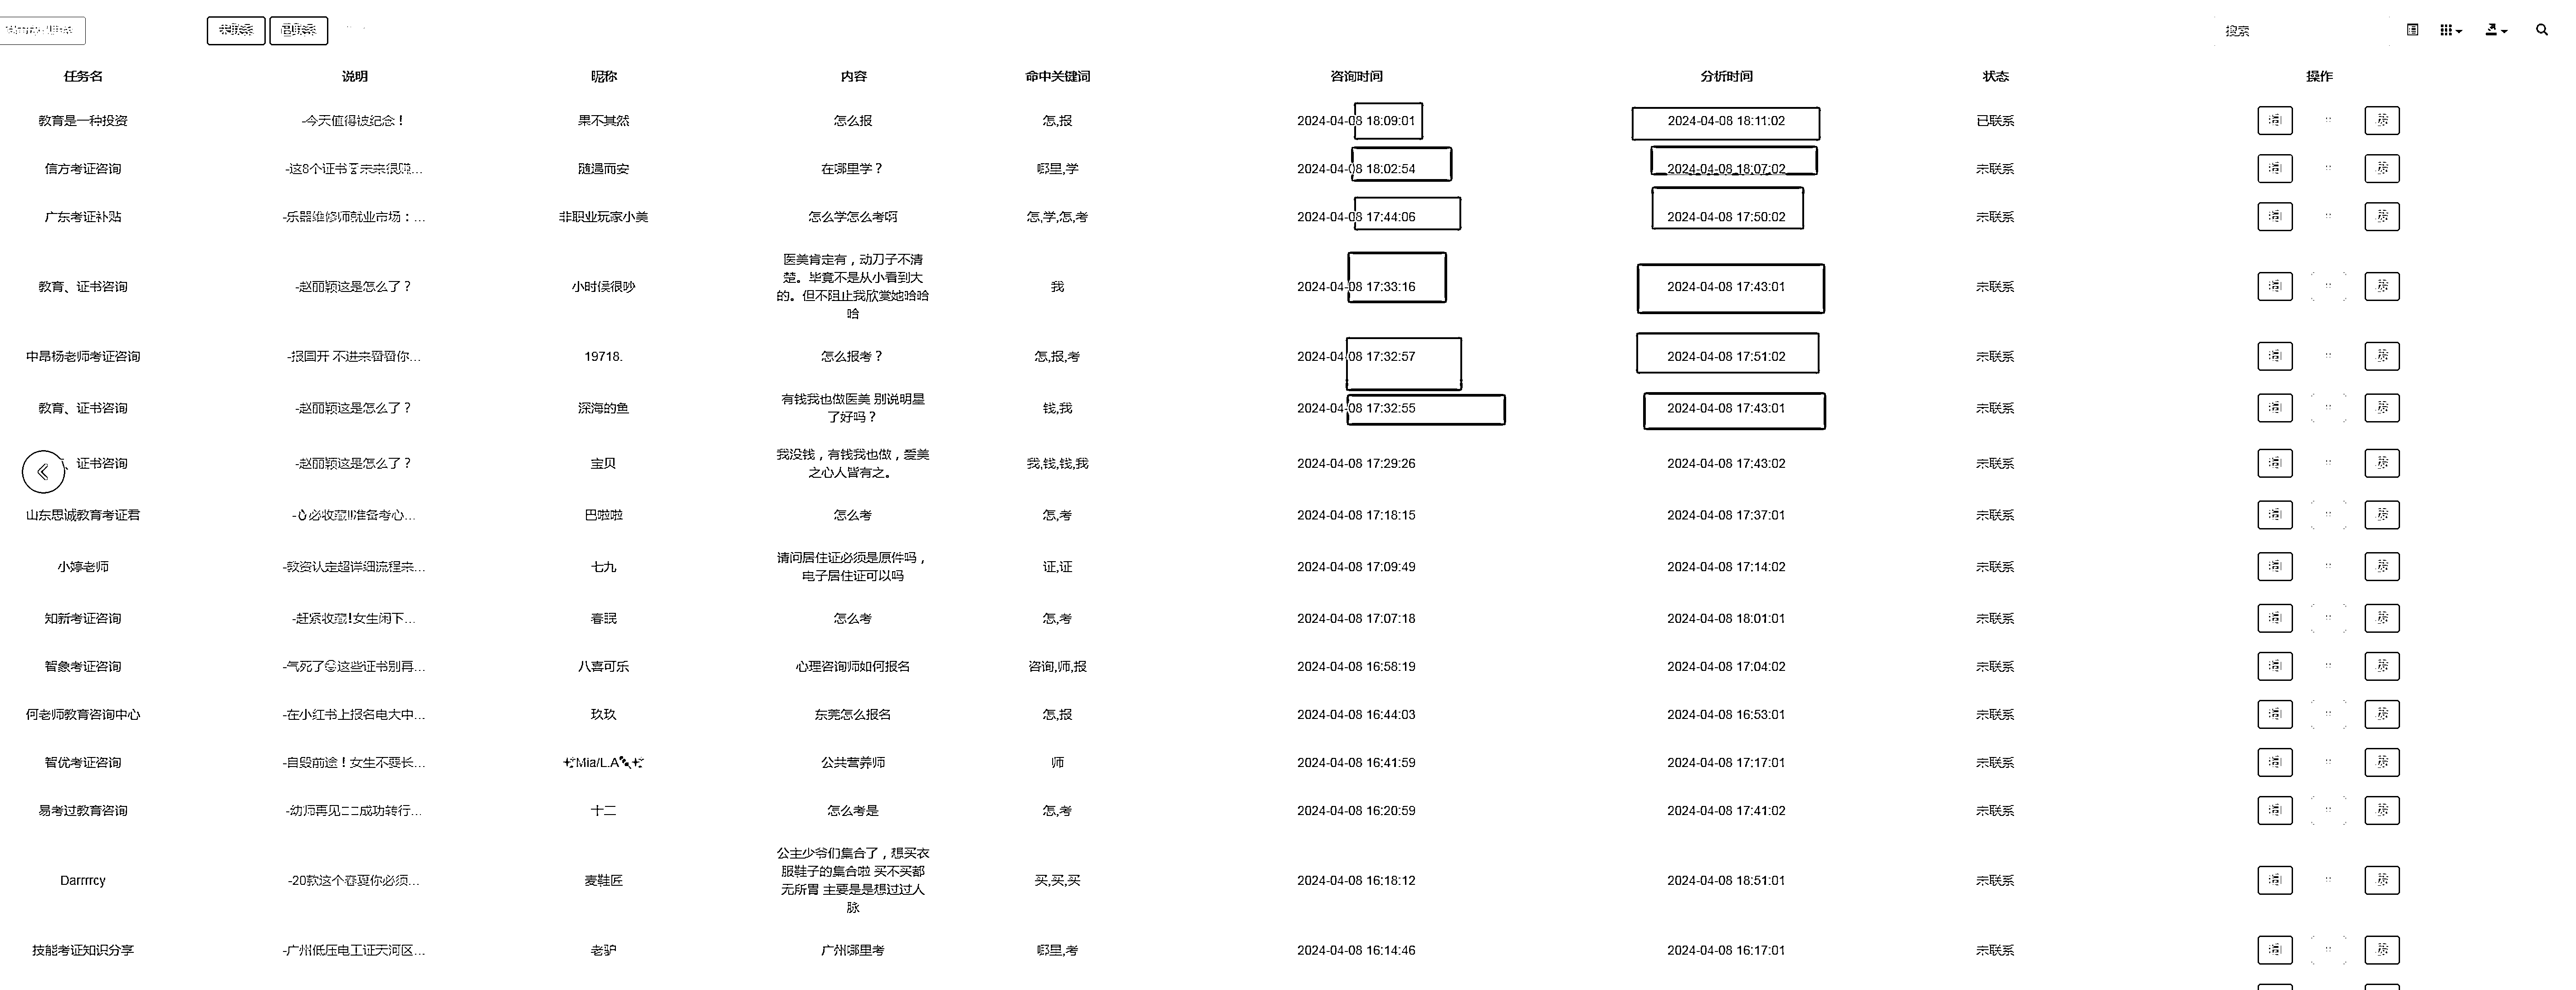 未联系 已联系 搜索
任务名 说明 昵称 内容 命中关键词 咨询时间 分析时间 状态 操作
教育是一种投资 -今天值得被纪念！ 果不其然 怎么报 怎,报 2024-04-08 18:09:01 2024-04-08 18:11:02 已联系
信方考证咨询 -这8个证书 未来很… 随遇而安 在哪里学？ 哪里,学 2024-04-08 18:02:54 2024-04-08 18:07:02 未联系
广东考证补贴 -乐器维修师就业市场：… 非职业玩家小美 怎么学怎么考啊 怎,学,怎,考 2024-04-08 17:44:06 2024-04-08 17:50:02 未联系
医美肯定有，动刀子不清
楚。毕竟不是从小看到大
教育、证书咨询 -赵丽颖这是怎么了？ 小时候很吵 的。但不阻止我欣赏她哈哈 我 2024-04-08 17:33:16 2024-04-08 17:43:01 未联系
哈
中昂杨老师考证咨询 -报 开 不进来看看你… 19718. 怎么报考？ 怎,报,考 2024-04-08 17:32:57 2024-04-08 17:51:02 未联系
有钱我也做医美 别说明星
教育、证书咨询 -赵丽颖这是怎么了？ 深海的鱼 了好吗？ 钱,我 2024-04-08 17:32:55 2024-04-08 17:43:01 未联系
我没钱，有钱我也做，爱美
、证书咨询 -赵丽颖这是怎么了？ 宝贝 之心人皆有之。 我,钱,钱,我 2024-04-08 17:29:26 2024-04-08 17:43:02 未联系
山东思诚教育考证君 -必收藏!!准备考心… 巴啦啦 怎么考 怎,考 2024-04-08 17:18:15 2024-04-08 17:37:01 未联系
请问居住证必须是原件吗，
小婷老师 -教资认定超详细流程来… 七九 电子居住证可以吗 证,证 2024-04-08 17:09:49 2024-04-08 17:14:02 未联系
知新考证咨询 -赶紧收藏!女生闲下… 春眠 怎么考 怎,考 2024-04-08 17:07:18 2024-04-08 18:01:01 未联系
智象考证咨询 -气死了这些证书别再… 八喜可乐 心理咨询师如何报名 咨询,师,报 2024-04-08 16:58:19 2024-04-08 17:04:02 未联系
何老师教育咨询中心 -在小红书上报名电大中… 玖玖 东莞怎么报名 怎,报 2024-04-08 16:44:03 2024-04-08 16:53:01 未联系
智优考证咨询 -自毁前途！女生不要长… Mia/L.A 公共营养师 师 2024-04-08 16:41:59 2024-04-08 17:17:01 未联系
易考过教育咨询 -幼师再见 成功转行… 十二 怎么考是 怎,考 2024-04-08 16:20:59 2024-04-08 17:41:02 未联系
公主少爷们集合了，想买衣
服鞋子的集合啦 买不买都
Darrrrcy -20款这个春夏你必须… 麦鞋匠 无所胃 主要是是想过过人 买,买,买 2024-04-08 16:18:12 2024-04-08 18:51:01 未联系
脉
技能考证知识分享 -广州低压电工证天河区… 老驴 广州哪里考 哪里,考 2024-04-08 16:14:46 2024-04-08 16:17:01 未联系